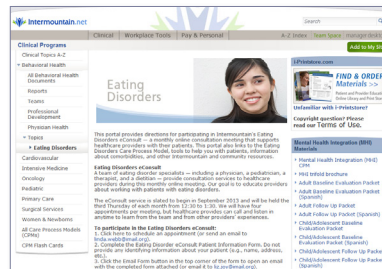 Intermountain.net
Search
Clinical
Workplace Tools
Pay & Personal
A-Z Index
Team Space
Clinical Programs
Add to My
Clinical Topics A-Z
Behavioral Health
All Behavioral Health
Documents
Reports
Teams
Professional
Development
Physician Health
Topics
Eating Disorders
Cardiovascular
Intensive Medicine
Oncology
Pediatric
Primary Care
Surgical Services
Women & Newborns
All Care Process Models
(CPMs)
CPM Flash Cards
Eating
Disorders
This portal provides directions for participating in Intermountain's Eating
Disorders eConsult — a monthly online consultation meeting that supports
healthcare providers with their patients. This portal also links to the Eating
Disorders Care Process Model, tools to help you with patients, information
about comorbidities, and other Intermountain and community resources.
Eating Disorders eConsult
A team of eating disorder specialists — including a physician, a pediatrician, a
therapist, and a dietitian — provide consultation services to healthcare
providers during this monthly online meeting. Our goal is to educate providers
about working with patients with eating disorders.
The eConsult service is slated to begin in September 2013 and will be held the
third Thursday of each month from 12:30 to 1:30. We will have four
appointments per meeting, but healthcare providers can call and listen in
anytime to learn from the team and from other providers' experiences.
To participate in the Eating Disorders eConsult:
1. Click here to schedule an appointment (or send an email to
2. Complete the Eating Disorder eConsult Patient Information Form. Do not
provide any identifying information about your patient (e.g., name, address,
etc.).
3. Click the Email Form button in the top corner of the form to open an email
with the completed form attached (or email it to
i-Printstore.com
FIND & ORDER
Materials >>
Unfamiliar with i-Printstore?
Copyright question? Please
read our Terms of Use.
Mental Health Integration (MHI)
Materials
Mental Health Integration (MHI)
CPM
MHI trifold brochure
Adult Baseline Evaluation Packet
Adult Baseline Evaluation Packet
(Spanish)
Adult Follow Up Packet
Adult Follow Up Packet
(Spanish)
Child/Adolescent Baseline
Evaluation Packet
Child/Adolescent Baseline
Evaluation Packet (Spanish)
Child/Adolescent Follow Up Packet
Child/Adolescent Follow Up Packet
(Spanish)